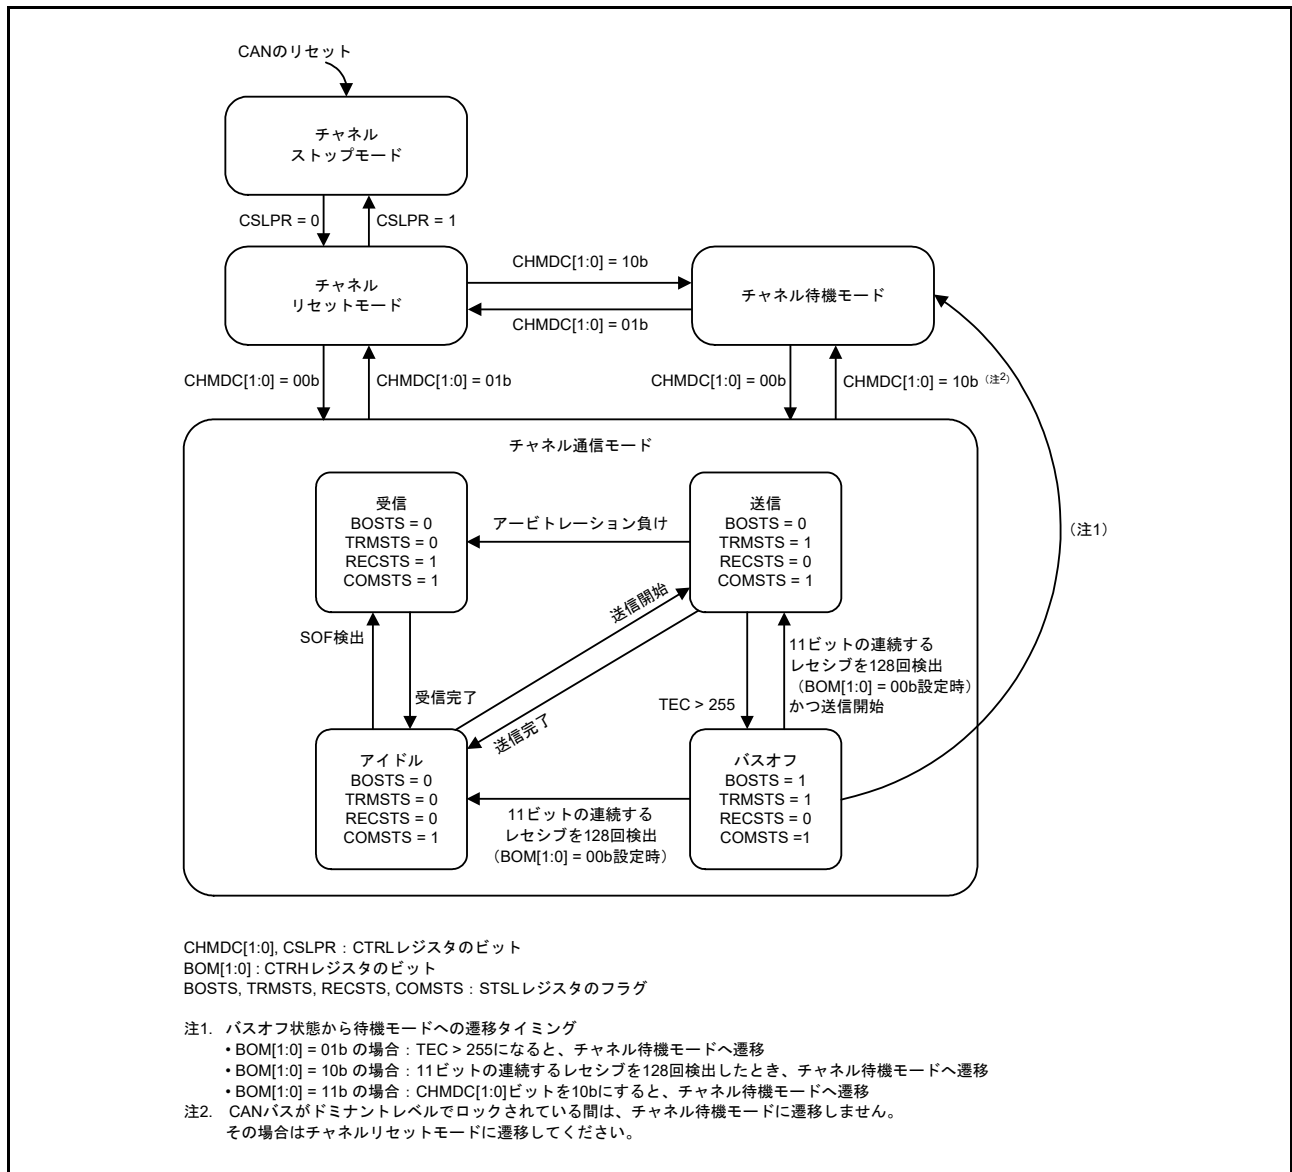 CANのリセット
チャネル
ストップモード
CSLPR = 0
CSLPR = 1
チャネル
リセットモード
CHMDC[1:0] = 10b
CHMDC[1:0] = 01b
チャネル待機モード
CHMDC[1:0] = 00b
CHMDC[1:0] = 01b
CHMDC[1:0] = 00b
CHMDC[1:0] = 10b（注2）
チャネル通信モード
受信
BOSTS = 0
TRMSTS = 0
RECSTS = 1
COMSTS = 1
アービトレーション負け
送信
BOSTS = 0
TRMSTS = 1
RECSTS = 0
COMSTS = 1
（注1）
SOF検出
受信完了
送信開始
送信完了
TEC > 255
11ビットの連続する
レセシブを128回検出
（BOM[1:0] = 00b設定時）
かつ送信開始
アイドル
BOSTS = 0
TRMSTS = 0
RECSTS = 0
COMSTS = 1
11ビットの連続する
レセシブを128回検出
（BOM[1:0] = 00b設定時）
バスオフ
BOSTS = 1
TRMSTS = 1
RECSTS = 0
COMSTS =1
CHMDC[1:0], CSLPR：CTRLレジスタのビット
BOM[1:0] : CTRHレジスタのビット
BOSTS, TRMSTS, RECSTS, COMSTS：STSLレジスタのフラグ
注1. バスオフ状態から待機モードへの遷移タイミング
• BOM[1:0] = 01b の場合：TEC > 255になると、チャネル待機モードへ遷移
• BOM[1:0] = 10b の場合：11ビットの連続するレセシブを128回検出したとき、チャネル待機モードへ遷移
• BOM[1:0] = 11b の場合：CHMDC[1:0]ビットを10bにすると、チャネル待機モードへ遷移
注2. CANバスがドミナントレベルでロックされている間は、チャネル待機モードに遷移しません。
その場合はチャネルリセットモードに遷移してください。